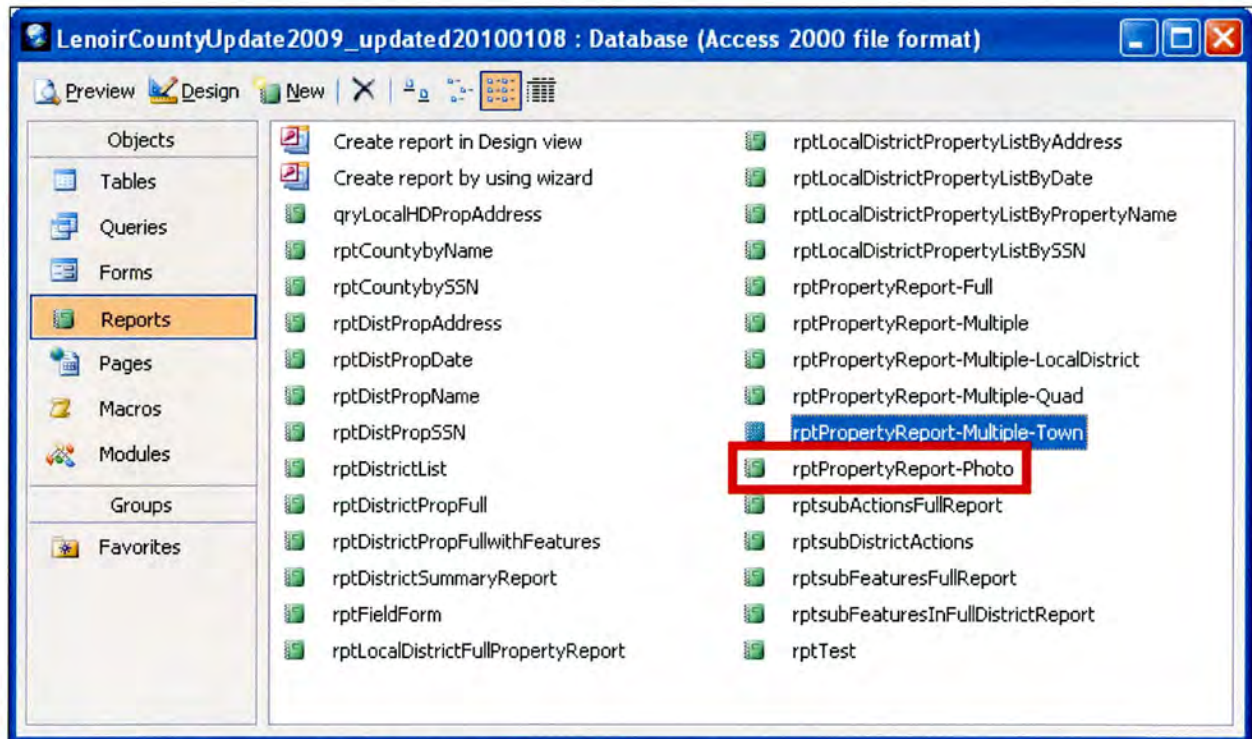 LenoirCountyUpdate2009_updated20100108 : Database (Access 2000 file format)
Preview Design New
Objects
Tables
Queries
Forms
Reports
Pages
Macros
Modules
Groups
Favorites
Create report in Design view
Create report by using wizard
qryLocalHDPropAddress
rptCountybyName
rptCountybySSN
rptDistPropAddress
rptDistPropDate
rptDistPropName
rptDistPropSSN
rptDistrictList
rptDistrictPropFull
rptDistrictPropFullwithFeatures
rptDistrictSummaryReport
rptFieldForm
rptLocalDistrictFullPropertyReport
rptLocalDistrictPropertyListByAddress
rptLocalDistrictPropertyListByDate
rptLocalDistrictPropertyListByPropertyName
rptLocalDistrictPropertyListBySSN
rptPropertyReport-Full
rptPropertyReport-Multiple
rptPropertyReport-Multiple-LocalDistrict
rptPropertyReport-Multiple-Quad
rptPropertyReport-Multiple-Town
rptPropertyReport-Photo
rptsubActionsFullReport
rptsubDistrictActions
rptsubFeaturesFullReport
rptsubFeaturesInFullDistrictReport
rptTest